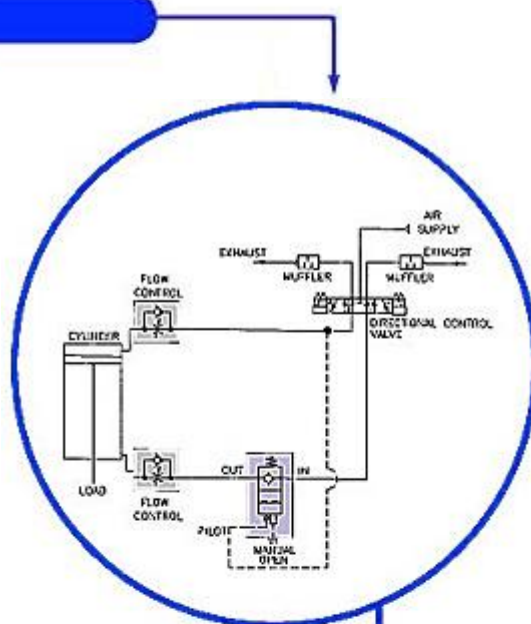 AIR
SUPPLY
EXHAUST
EXHAUST
MUFFLER
MUFFLER
FLOW
CONTROL
DIRECTIONAL CONTROL
VALVE
CYLINDER
OUT
IN
LOAD
FLOW
CONTROL
PILOT
MANUAL
OPEN